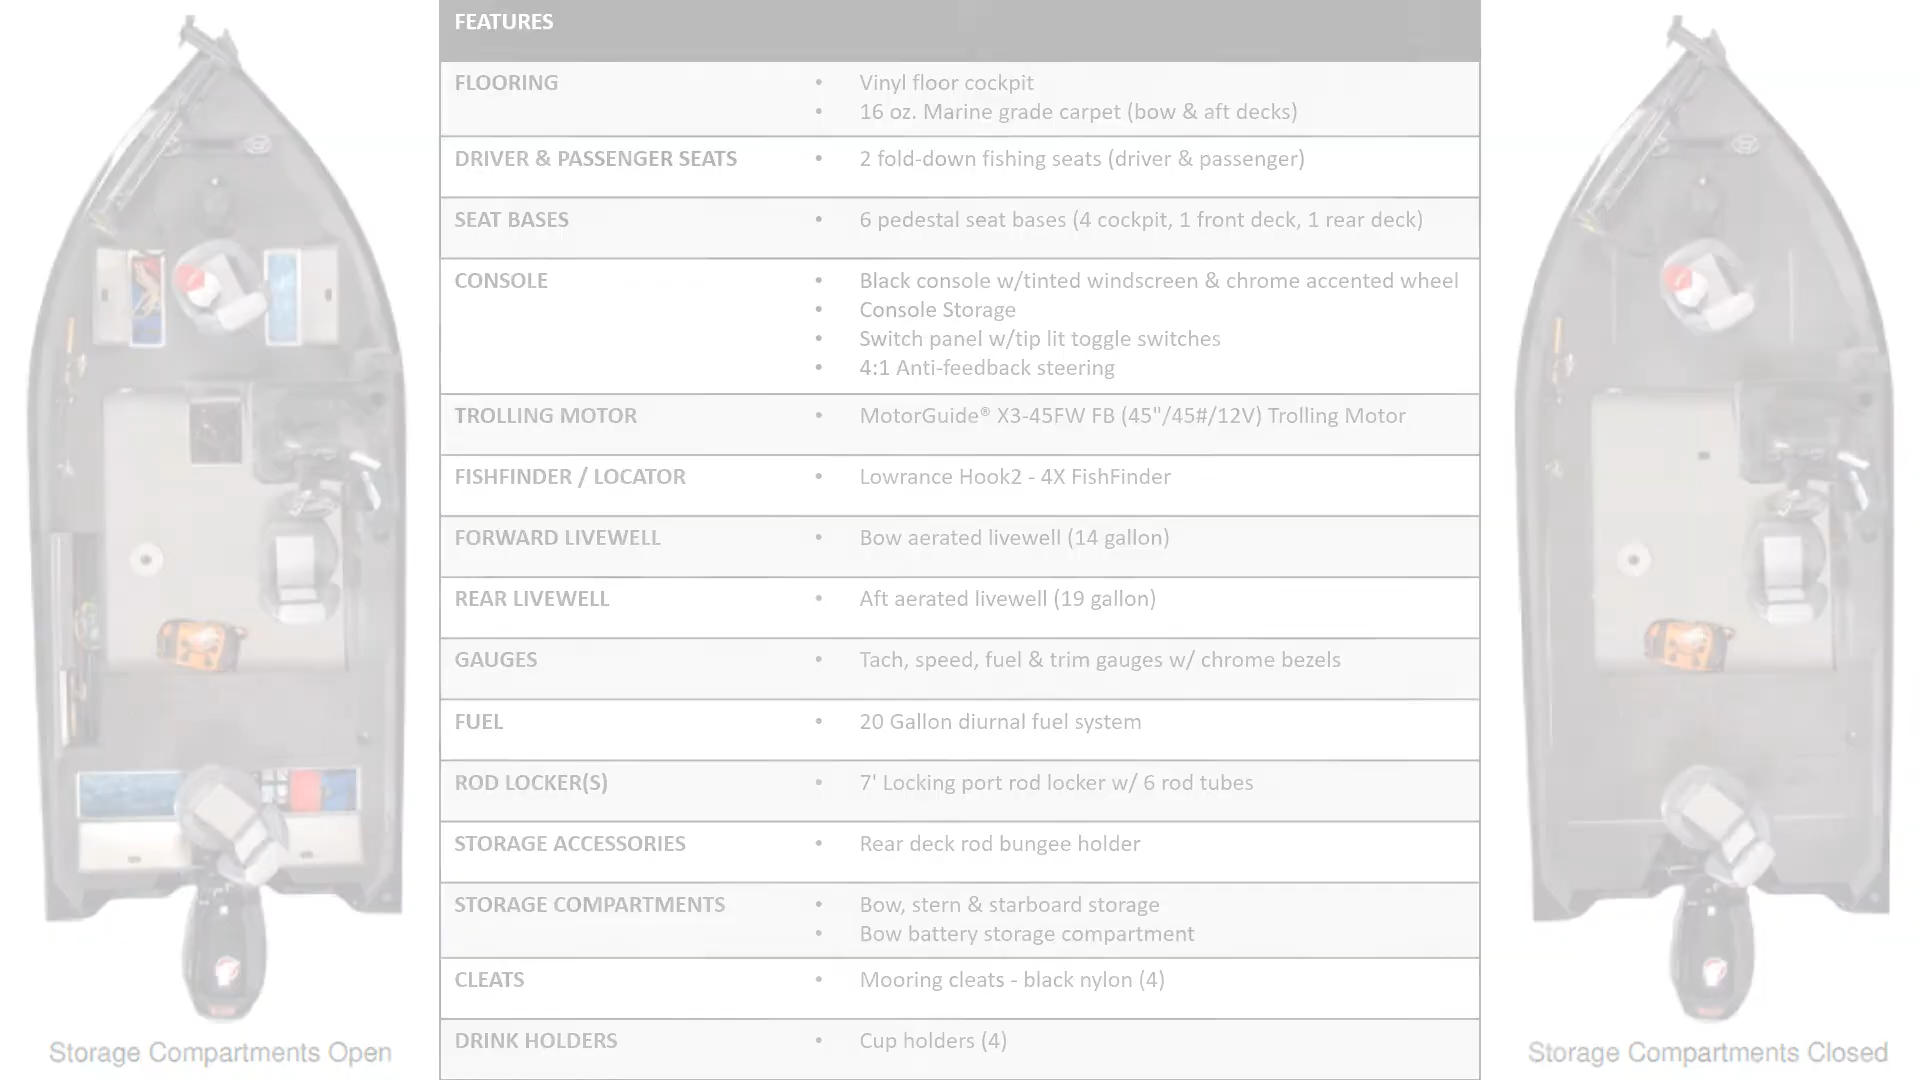 FEATURES
FLOORING
• Vinyl floor cockpit
• 16 oz. Marine grade carpet (bow & aft decks)
DRIVER & PASSENGER SEATS
• 2 fold-down fishing seats (driver & passenger)
SEAT BASES
• 6 pedestal seat bases (4 cockpit, 1 front deck, 1 rear deck)
CONSOLE
• Black console w/tinted windscreen & chrome accented wheel
• Console Storage
• Switch panel w/tip lit toggle switches
• 4:1 Anti-feedback steering
TROLLING MOTOR
• MotorGuide® X3-45FW FB (45"/45#/12V) Trolling Motor
FISHFINDER / LOCATOR
• Lowrance Hook2 - 4X FishFinder
FORWARD LIVEWELL
• Bow aerated livewell (14 gallon)
REAR LIVEWELL
• Aft aerated livewell (19 gallon)
GAUGES
• Tach, speed, fuel & trim gauges w/ chrome bezels
FUEL
• 20 Gallon diurnal fuel system
ROD LOCKER(S)
• 7' Locking port rod locker w/ 6 rod tubes
STORAGE ACCESSORIES
• Rear deck rod bungee holder
STORAGE COMPARTMENTS
• Bow, stern & starboard storage
• Bow battery storage compartment
CLEATS
• Mooring cleats - black nylon (4)
DRINK HOLDERS
• Cup holders (4)
Storage Compartments Open
Storage Compartments Closed